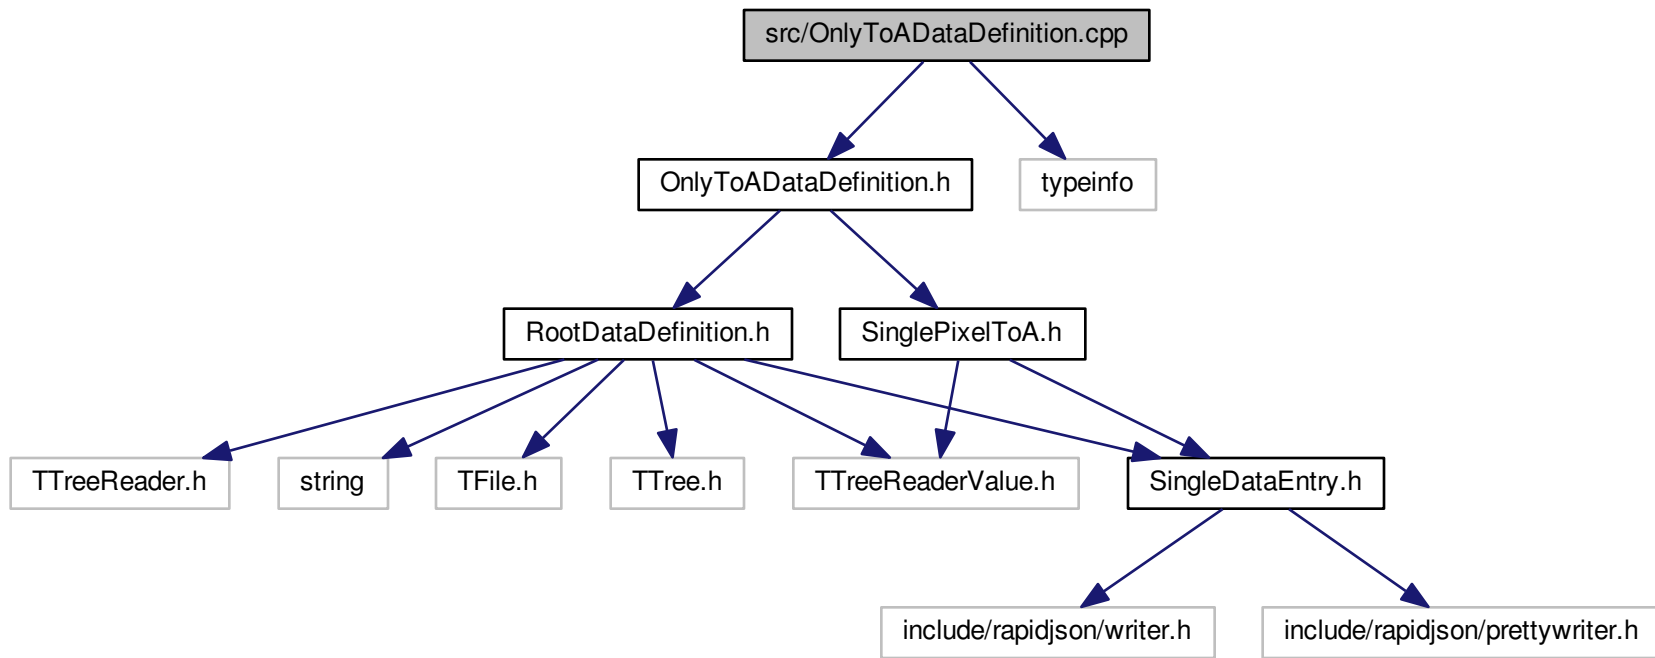 src/OnlyToADataDefinition.cpp
OnlyToADataDefinition.h
typeinfo
RootDataDefinition.h
SinglePixelToA.h
TTreeReader.h
string
TFile.h
TTree.h
TTreeReaderValue.h
SingleDataEntry.h
include/rapidjson/writer.h
include/rapidjson/prettywriter.h